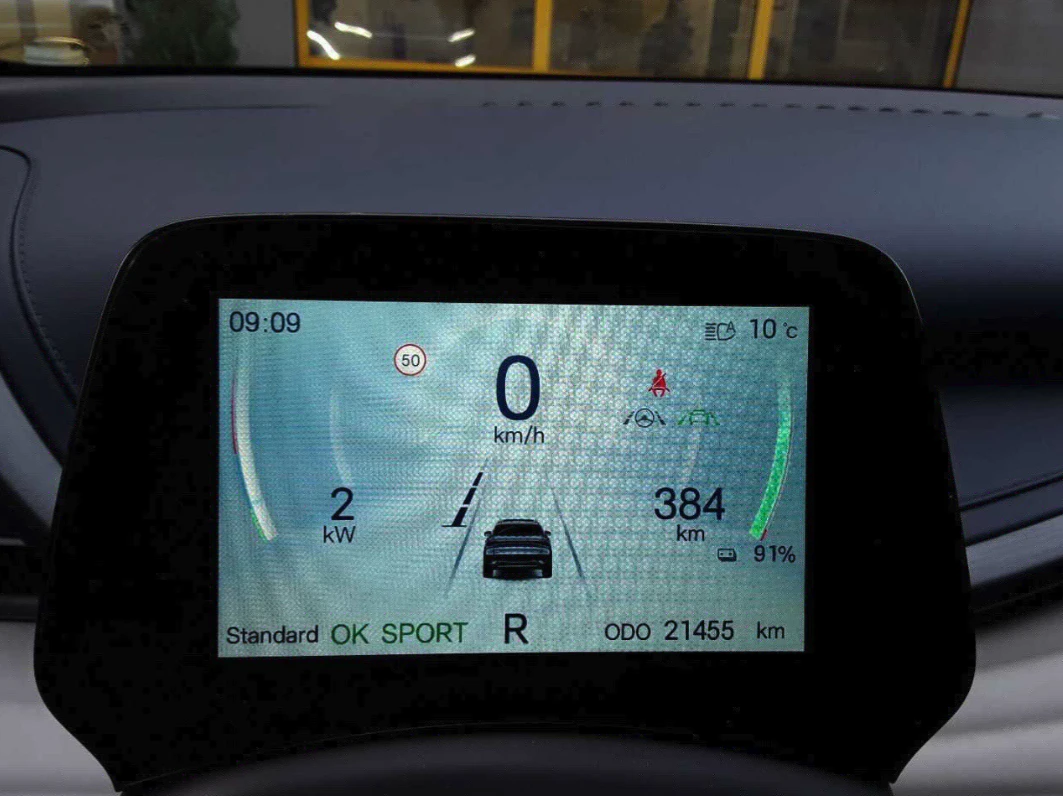 09:09
A 10 °C
50
0
km/h
2
kW
384
km
91%
Standard OK SPORT R ODO 21455 km